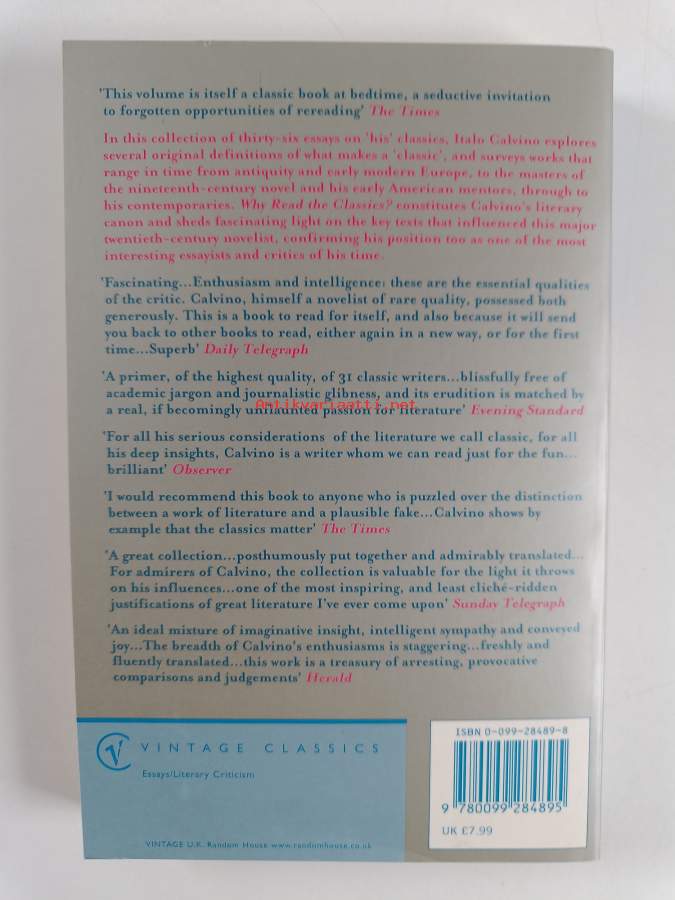 'This volume is itself a classic book at bedtime, a seductive invitation
to forgotten opportunities of rereading' The Times
In this collection of thirty-six essays on 'his' classics, Italo Calvino explores
several original definitions of what makes a 'classic', and surveys works that
range in time from antiquity and early modern Europe, to the masters of
the nineteenth-century novel and his early American mentors, through to
his contemporaries. Why Read the Classics? constitutes Calvino's literary
canon and sheds fascinating light on the key texts that influenced this major
twentieth-century novelist, confirming his position too as one of the most
interesting essayists and critics of his time.
'Fascinating...Enthusiasm and intelligence: these are the essential qualities
of the critic. Calvino, himself a novelist of rare quality, possessed both
generously. This is a book to read for itself, and also because it will send
you back to other books to read, either again in a new way, or for the first
time...Superb' Daily Telegraph
'A primer, of the highest quality, of 31 classic writers...blissfully free of
academic jargon and journalistic glibness, and its erudition is matched by
Antikvariaatti.net
a real, if becomingly undaunted passion for literature' Evening Standard
'For all his serious considerations of the literature we call classic, for all
his deep insights, Calvino is a writer whom we can read just for the fun...
brilliant' Observer
'I would recommend this book to anyone who is puzzled over the distinction
between a work of literature and a plausible fake...Calvino shows by
example that the classics matter' The Times
'A great collection...posthumously put together and admirably translated...
For admirers of Calvino, the collection is valuable for the light it throws
on his influences...one of the most inspiring, and least cliché-ridden
justifications of great literature I've ever come upon' Sunday Telegraph
'An ideal mixture of imaginative insight, intelligent sympathy and conveyed
joy...The breadth of Calvino's enthusiasms is staggering...freshly and
fluently translated...this work is a treasury of arresting, provocative
comparisons and judgements' Herald
VINTAGE CLASSICS
Essays/Literary Criticism
VINTAGE U.K. Random House www.randomhouse.co.uk
ISBN 0-099-28489-8
9 780099 284895
UK £7.99